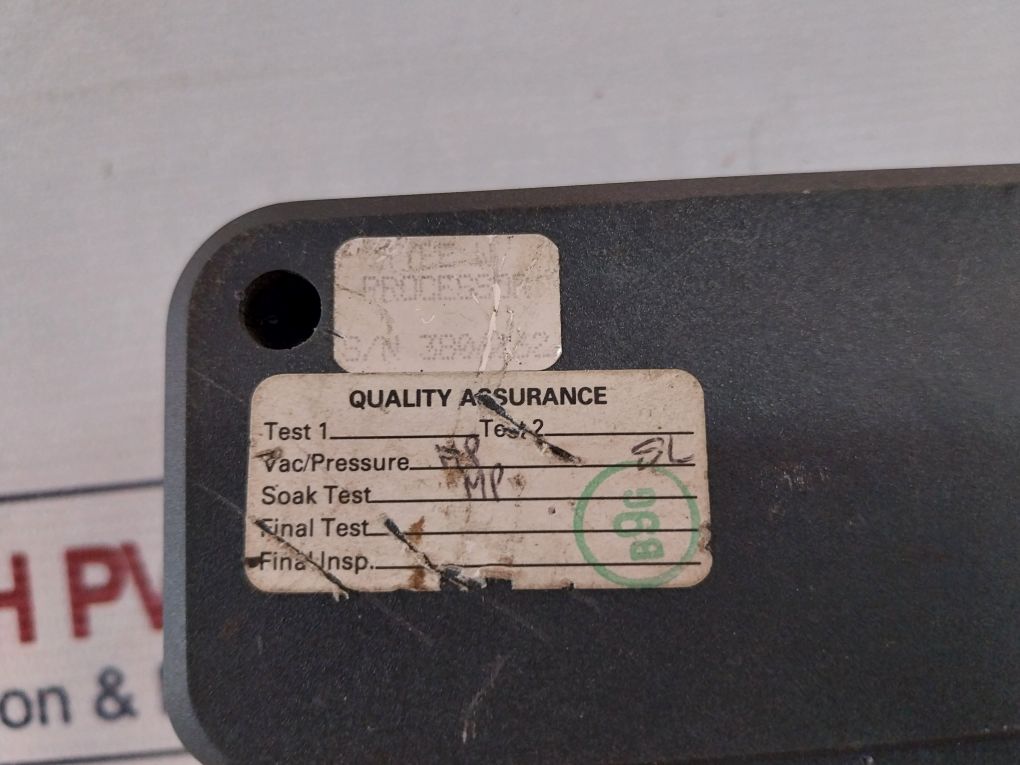 PROCESSOR
S/N
QUALITY ASSURANCE
Test 1 Test 2
Vac/Pressure MP SL
Soak Test MP
Final Test
Final Insp.
B9G
H PV
on &